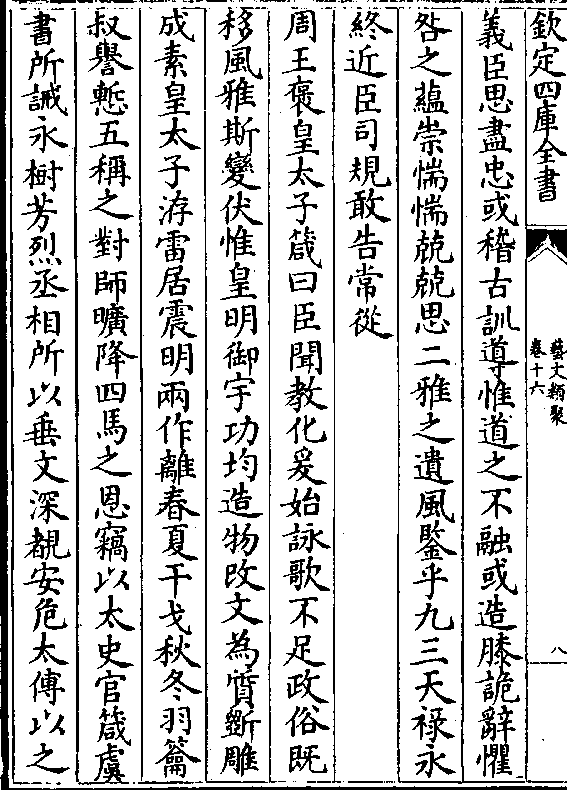 欽定四庫全書
藝文類聚
卷十六
八
義臣思盡忠或稽古訓導惟道之不融或造膝詭辭懼
咎之藴崇惴惴兢兢思二雅之遺風鑒乎九三天禄永
終近臣司規敢告常從
周王褒皇太子箴曰臣聞教化爰始詠歌不足政俗既
移風雅斯變伏惟皇明御宇功均造物改文為質斲雕
成素皇太子洊雷居震明兩作離春夏干戈秋冬羽籥
叔譽慙五稱之對師曠降四馬之恩竊以太史官箴虞
書所誡永樹芳烈丞相所以垂文深覩安危太傅以之